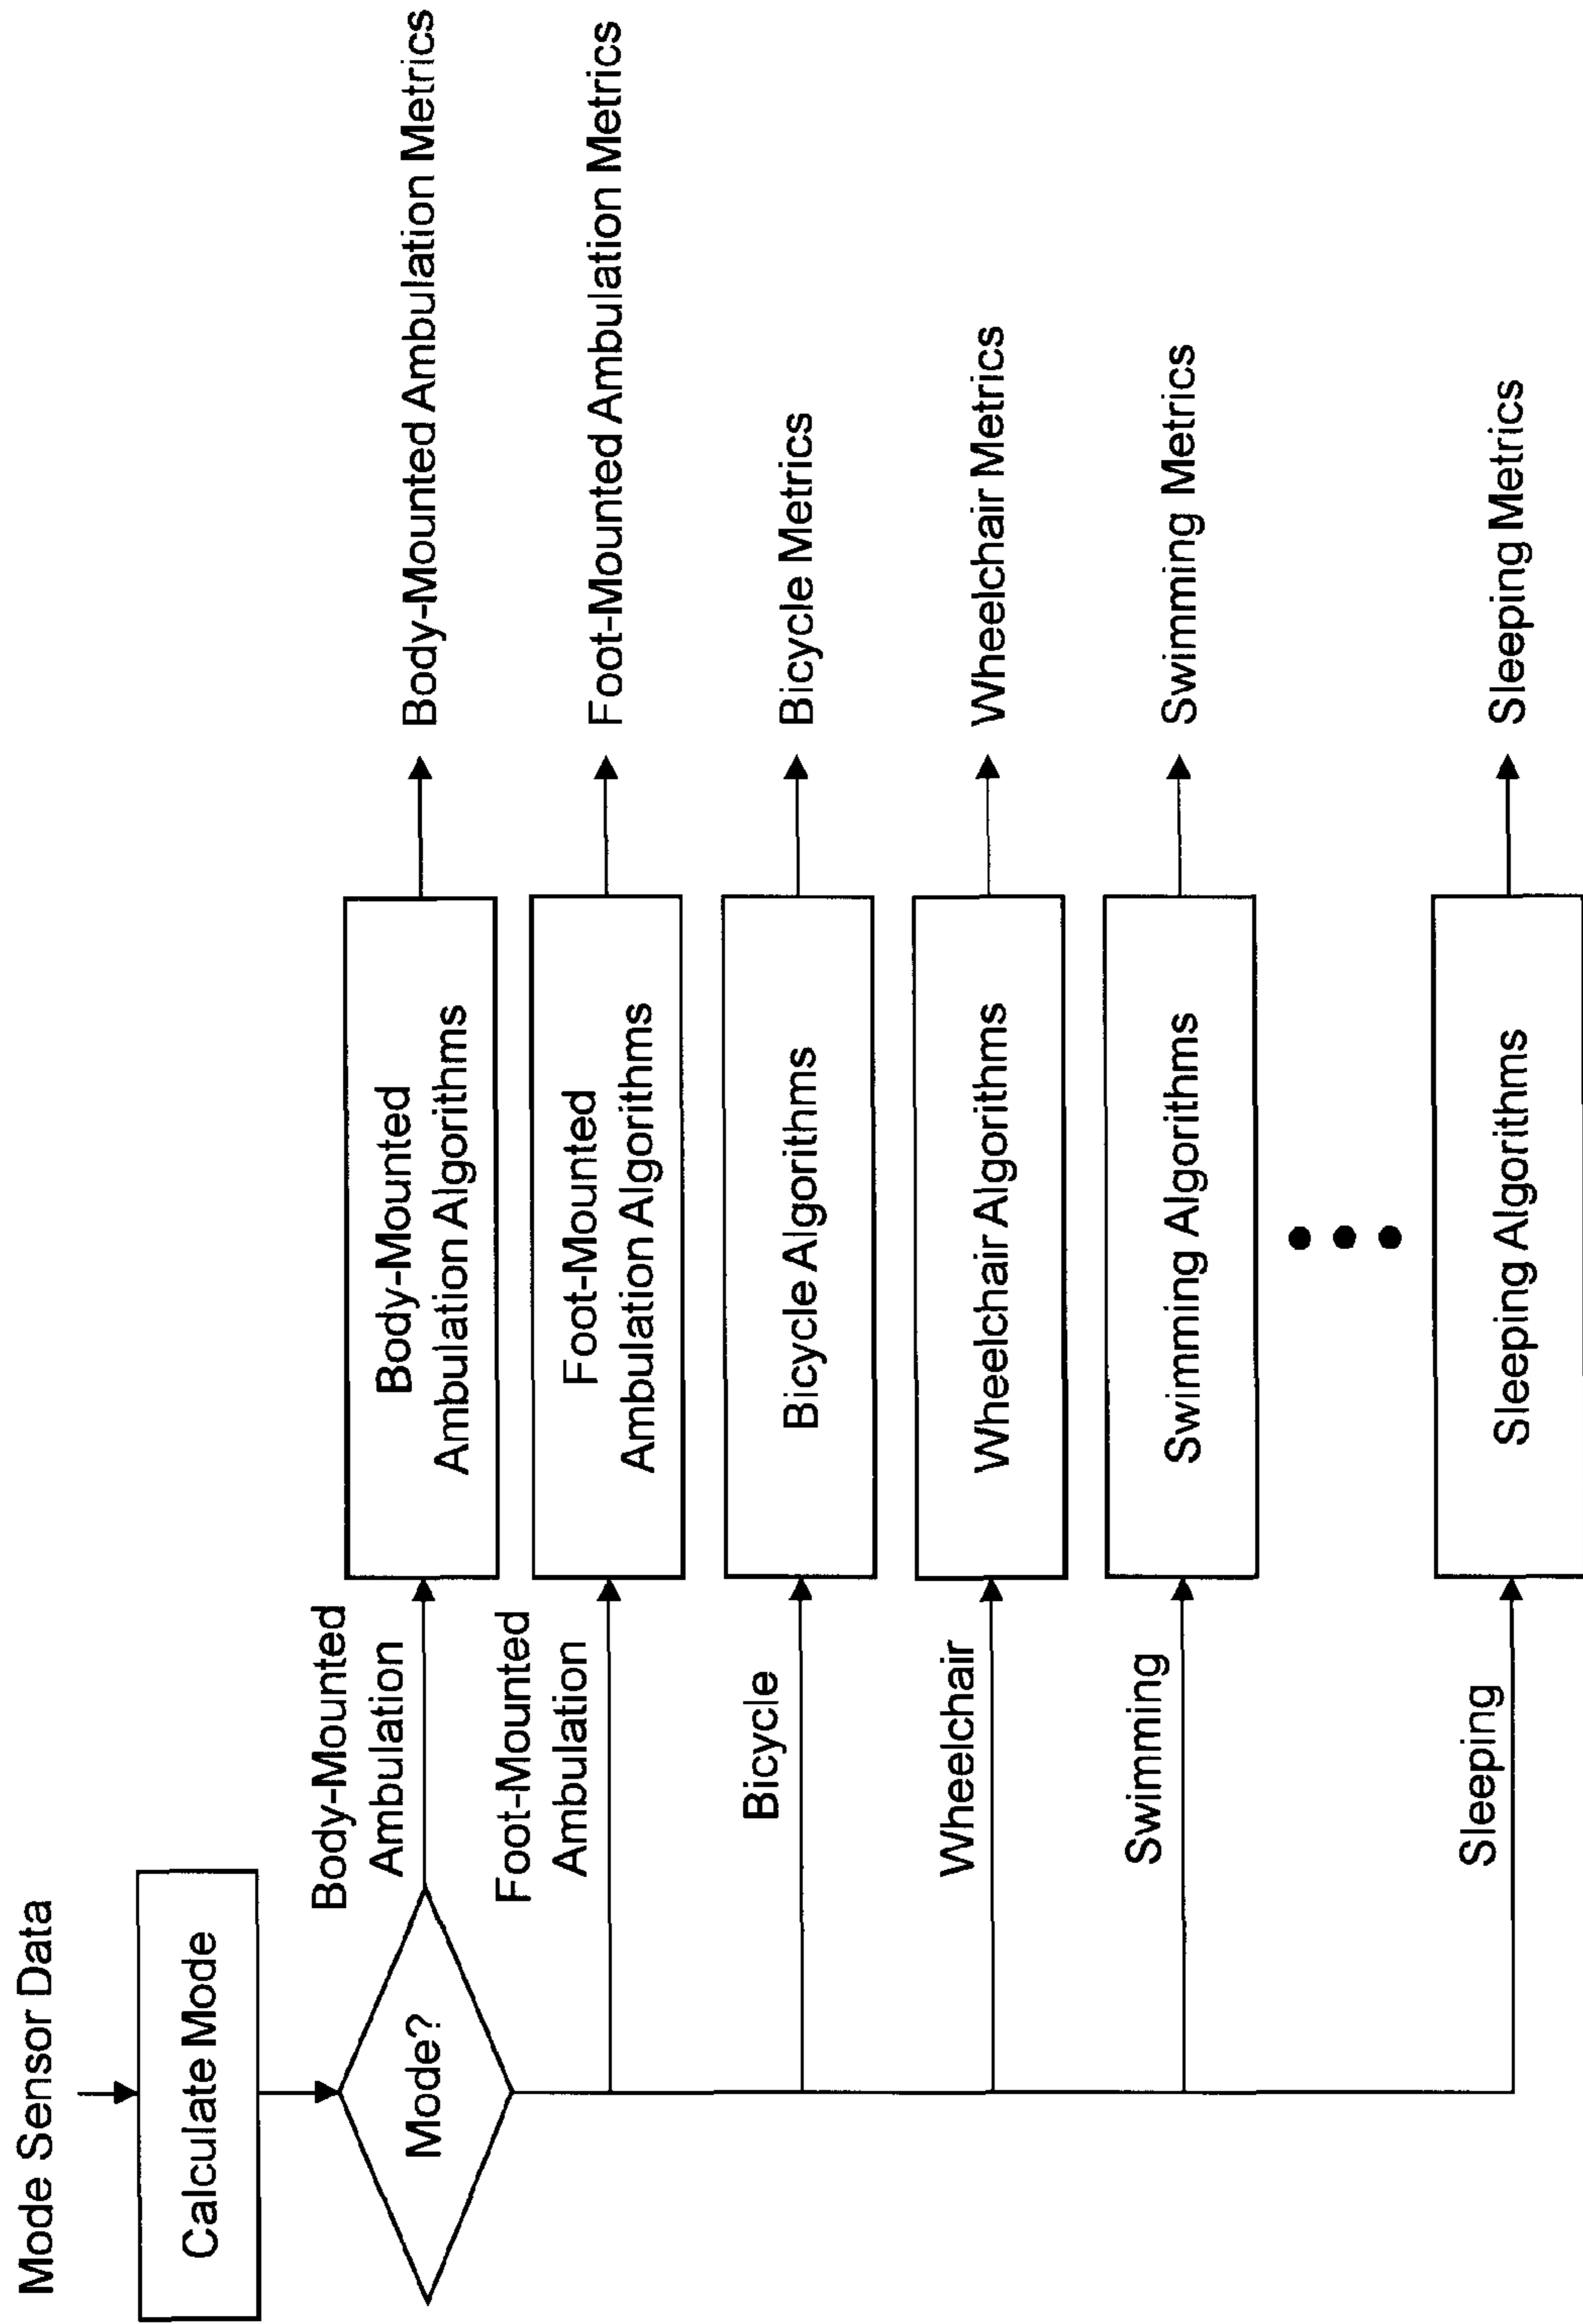 Mode Sensor Data
Calculate Mode
Mode?
Body-Mounted
Ambulation
Body-Mounted
Ambulation Algorithms
Body-Mounted Ambulation Metrics
Foot-Mounted
Ambulation
Foot-Mounted
Ambulation Algorithms
Foot-Mounted Ambulation Metrics
Bicycle
Bicycle Algorithms
Bicycle Metrics
Wheelchair
Wheelchair Algorithms
Wheelchair Metrics
Swimming
Swimming Algorithms
Swimming Metrics
Sleeping
Sleeping Algorithms
Sleeping Metrics